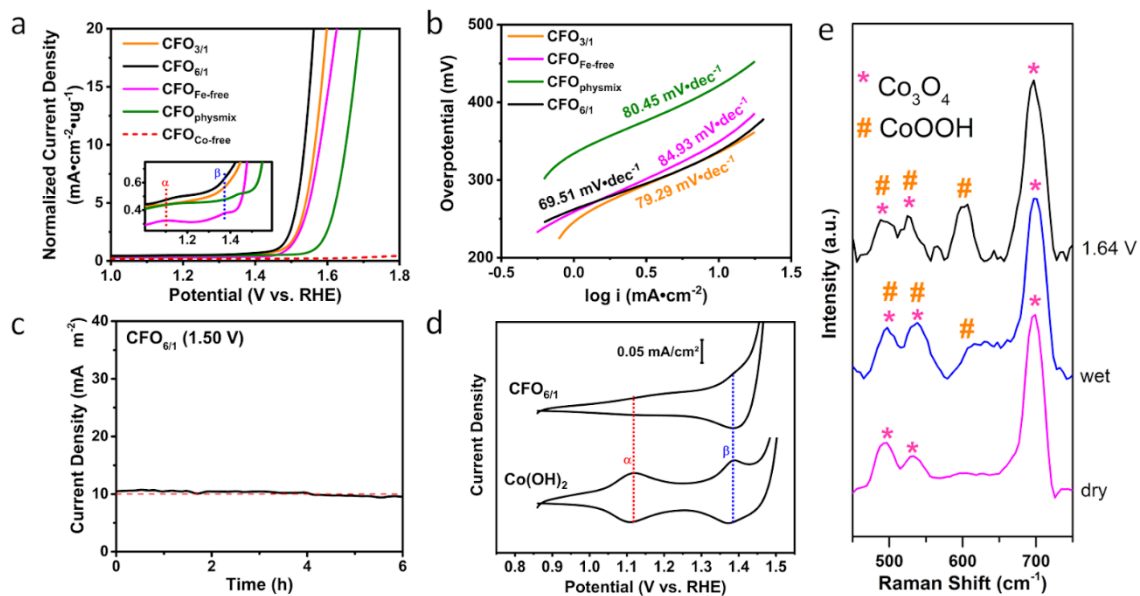 a
20
15
10
5
0
Normalized Current Density
(mA•cm⁻²•ug⁻¹)
CFO3/1
CFO6/1
CFOFe-free
CFOphysmix
CFOCo-free
0.6
0.4
α
β
1.2
1.4
1.0
1.2
1.4
1.6
1.8
Potential (V vs. RHE)
b
500
400
300
200
Overpotential (mV)
CFO3/1
CFOFe-free
CFOphysmix
CFO6/1
80.45 mV•dec⁻¹
84.93 mV•dec⁻¹
69.51 mV•dec⁻¹
79.29 mV•dec⁻¹
-0.5
0.0
0.5
1.0
1.5
log i (mA•cm⁻²)
c
40
30
20
10
0
Current Density (mA m⁻²)
CFO6/1 (1.50 V)
0
2
4
6
Time (h)
d
Current Density
0.05 mA/cm²
CFO6/1
Co(OH)₂
α
β
0.8
0.9
1.0
1.1
1.2
1.3
1.4
1.5
Potential (V vs. RHE)
e
Intensity (a.u.)
* Co₃O₄
# CoOOH
*
# # #
* *
1.64 V
*
# # #
* *
wet
*
* *
dry
500
600
700
Raman Shift (cm⁻¹)